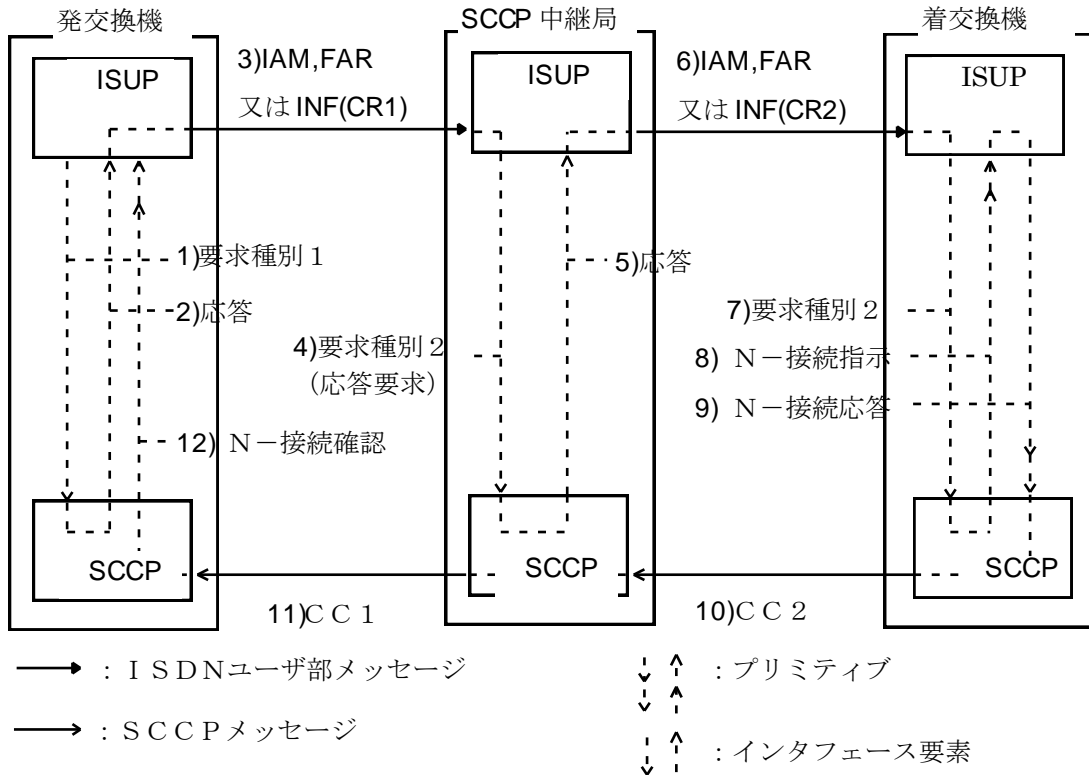 発交換機
SCCP 中継局
着交換機
ISUP
3)IAM,FAR
又は INF(CR1)
ISUP
6)IAM,FAR
又は INF(CR2)
ISUP
1)要求種別１
2)応答
5)応答
4)要求種別２
（応答要求）
7)要求種別２
8) Ｎ－接続指示
9) Ｎ－接続応答
12) Ｎ－接続確認
SCCP
SCCP
SCCP
11)ＣＣ１
10)ＣＣ２
：ＩＳＤＮユーザ部メッセージ
：プリミティブ
：ＳＣＣＰメッセージ
：インタフェース要素